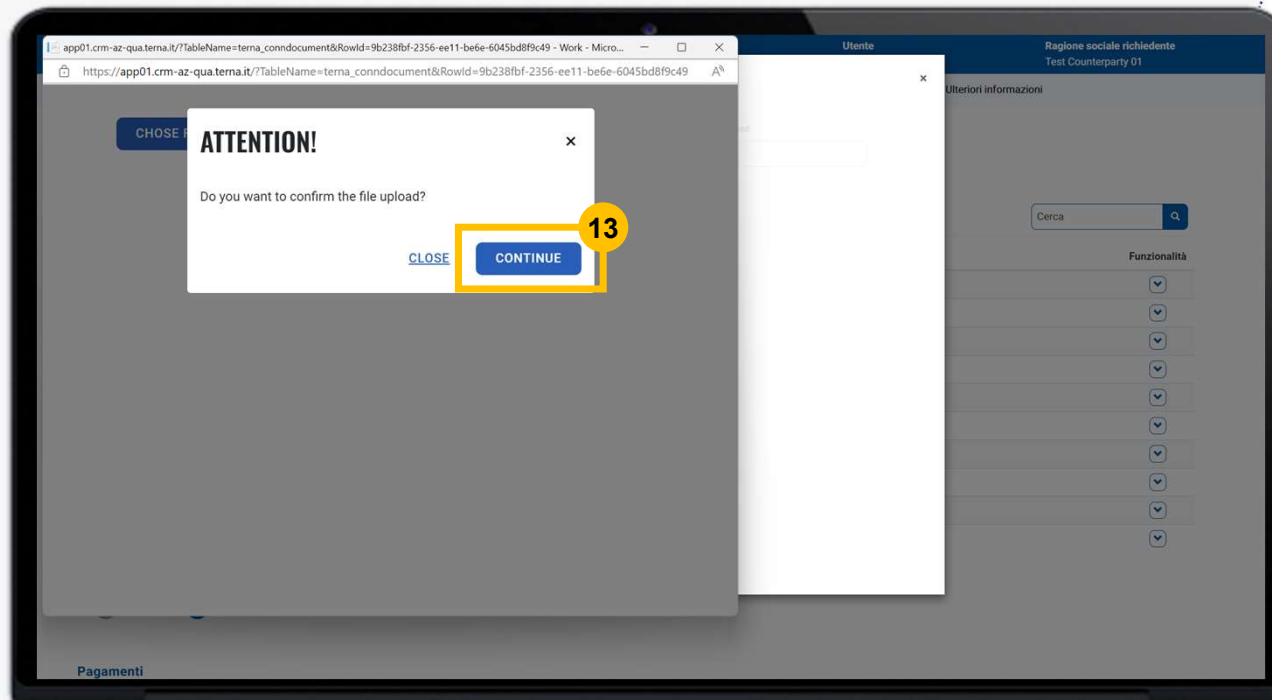 app01.crm-az-qua.terna.it/?TableName=terna_conndocument&RowId=9b238fbf-2356-ee11-be6e-6045bd8f9c49 - Work - Micro...
https://app01.crm-az-qua.terna.it/?TableName=terna_conndocument&RowId=9b238fbf-2356-ee11-be6e-6045bd8f9c49
Utente
Ragione sociale richiedente
Test Counterparty 01
Ulteriori informazioni
CHOSE
ATTENTION!
Do you want to confirm the file upload?
13
CLOSE
CONTINUE
Cerca
Funzionalità
Pagamenti